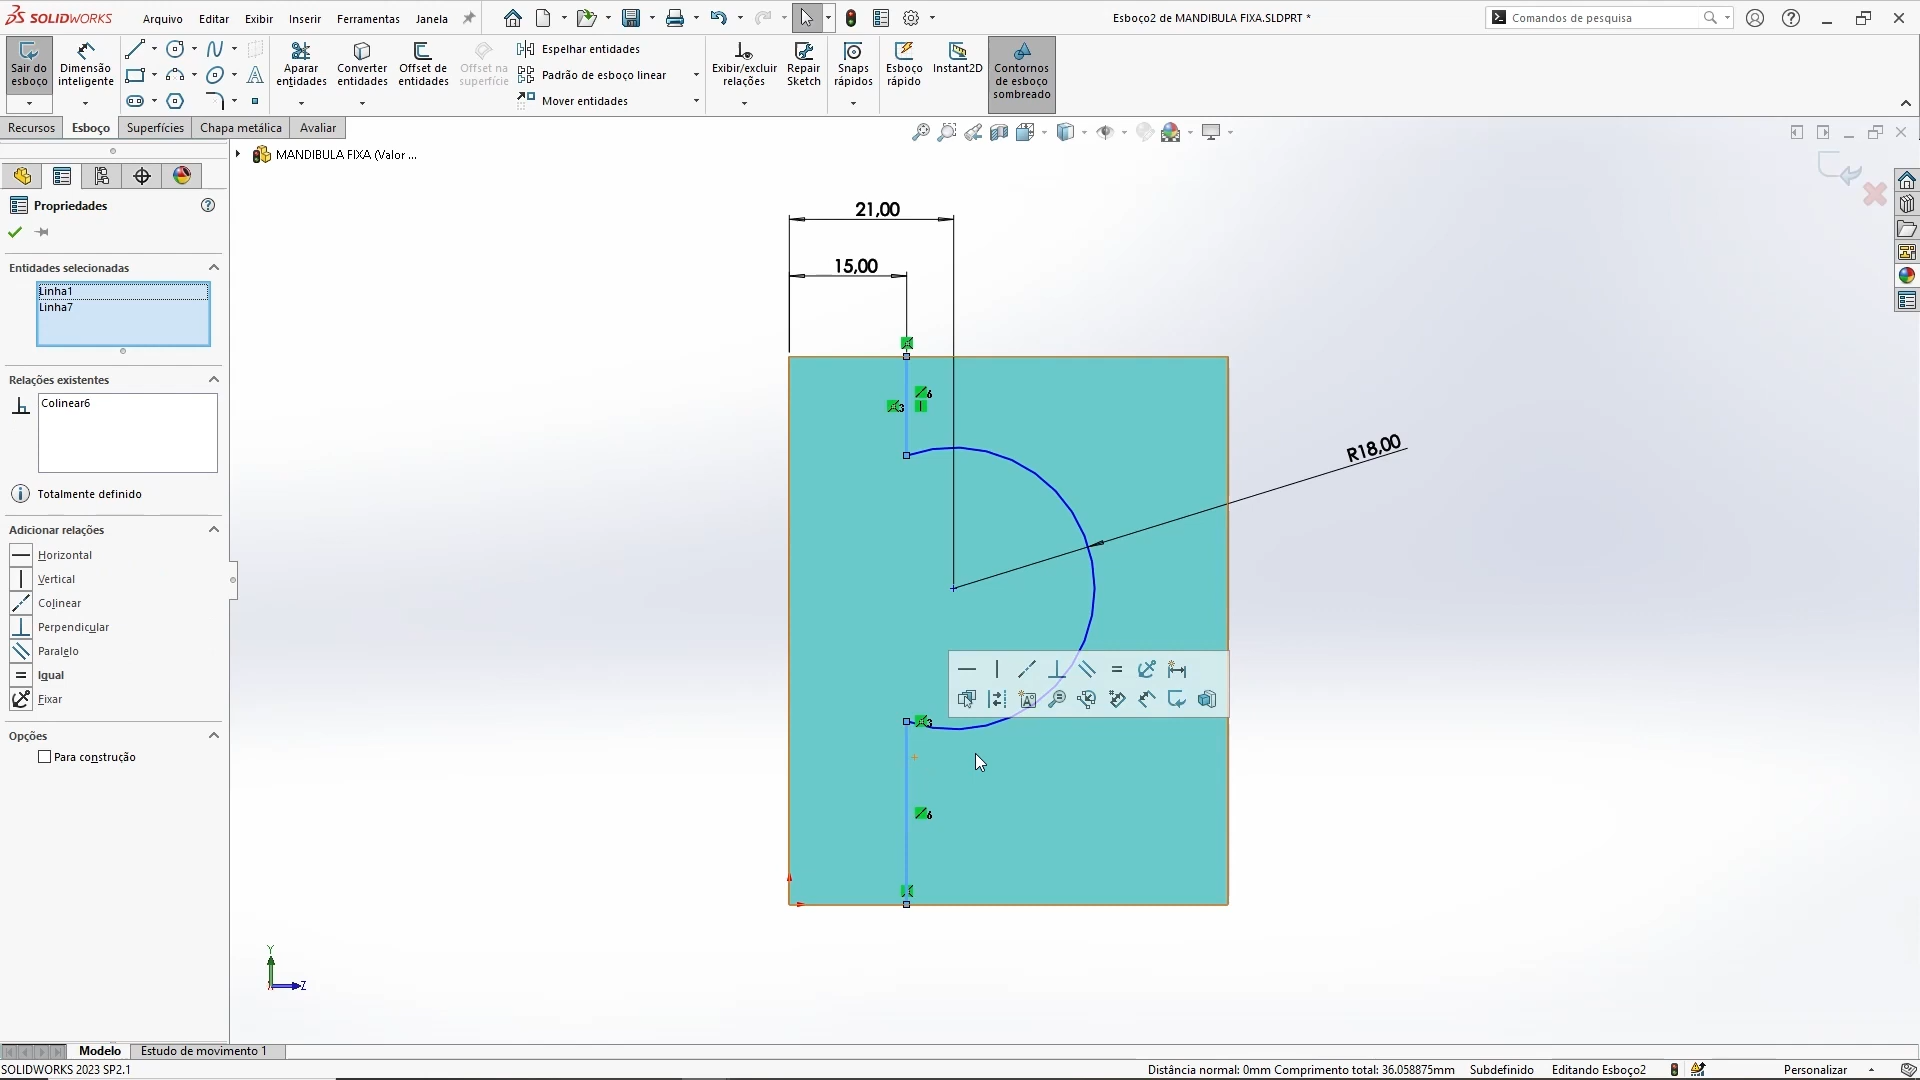 SOLIDWORKS
Arquivo Editar Exibir Inserir Ferramentas Janela
Esboço2 de MANDIBULA FIXA.SLDPRT *
Comandos de pesquisa
Sair do esboço
Dimensão inteligente
Aparar entidades
Converter entidades
Offset de entidades
Offset na superfície
Espelhar entidades
Padrão de esboço linear
Mover entidades
Exibir/excluir relações
Repair Sketch
Snaps rápidos
Esboço rápido
Instant2D
Contornos de esboço sombreado
Recursos Esboço Superfícies Chapa metálica Avaliar
MANDIBULA FIXA (Valor ...
Propriedades
Entidades selecionadas
Linha1
Linha7
Relações existentes
Colinear6
Totalmente definido
Adicionar relações
Horizontal
Vertical
Colinear
Perpendicular
Paralelo
Igual
Fixar
Opções
Para construção
21,00
15,00
R18,00
6
3
3
6
Y
Z
Modelo Estudo de movimento 1
SOLIDWORKS 2023 SP2.1
Distância normal: 0mm Comprimento total: 36.058875mm Subdefinido Editando Esboço2 Personalizar